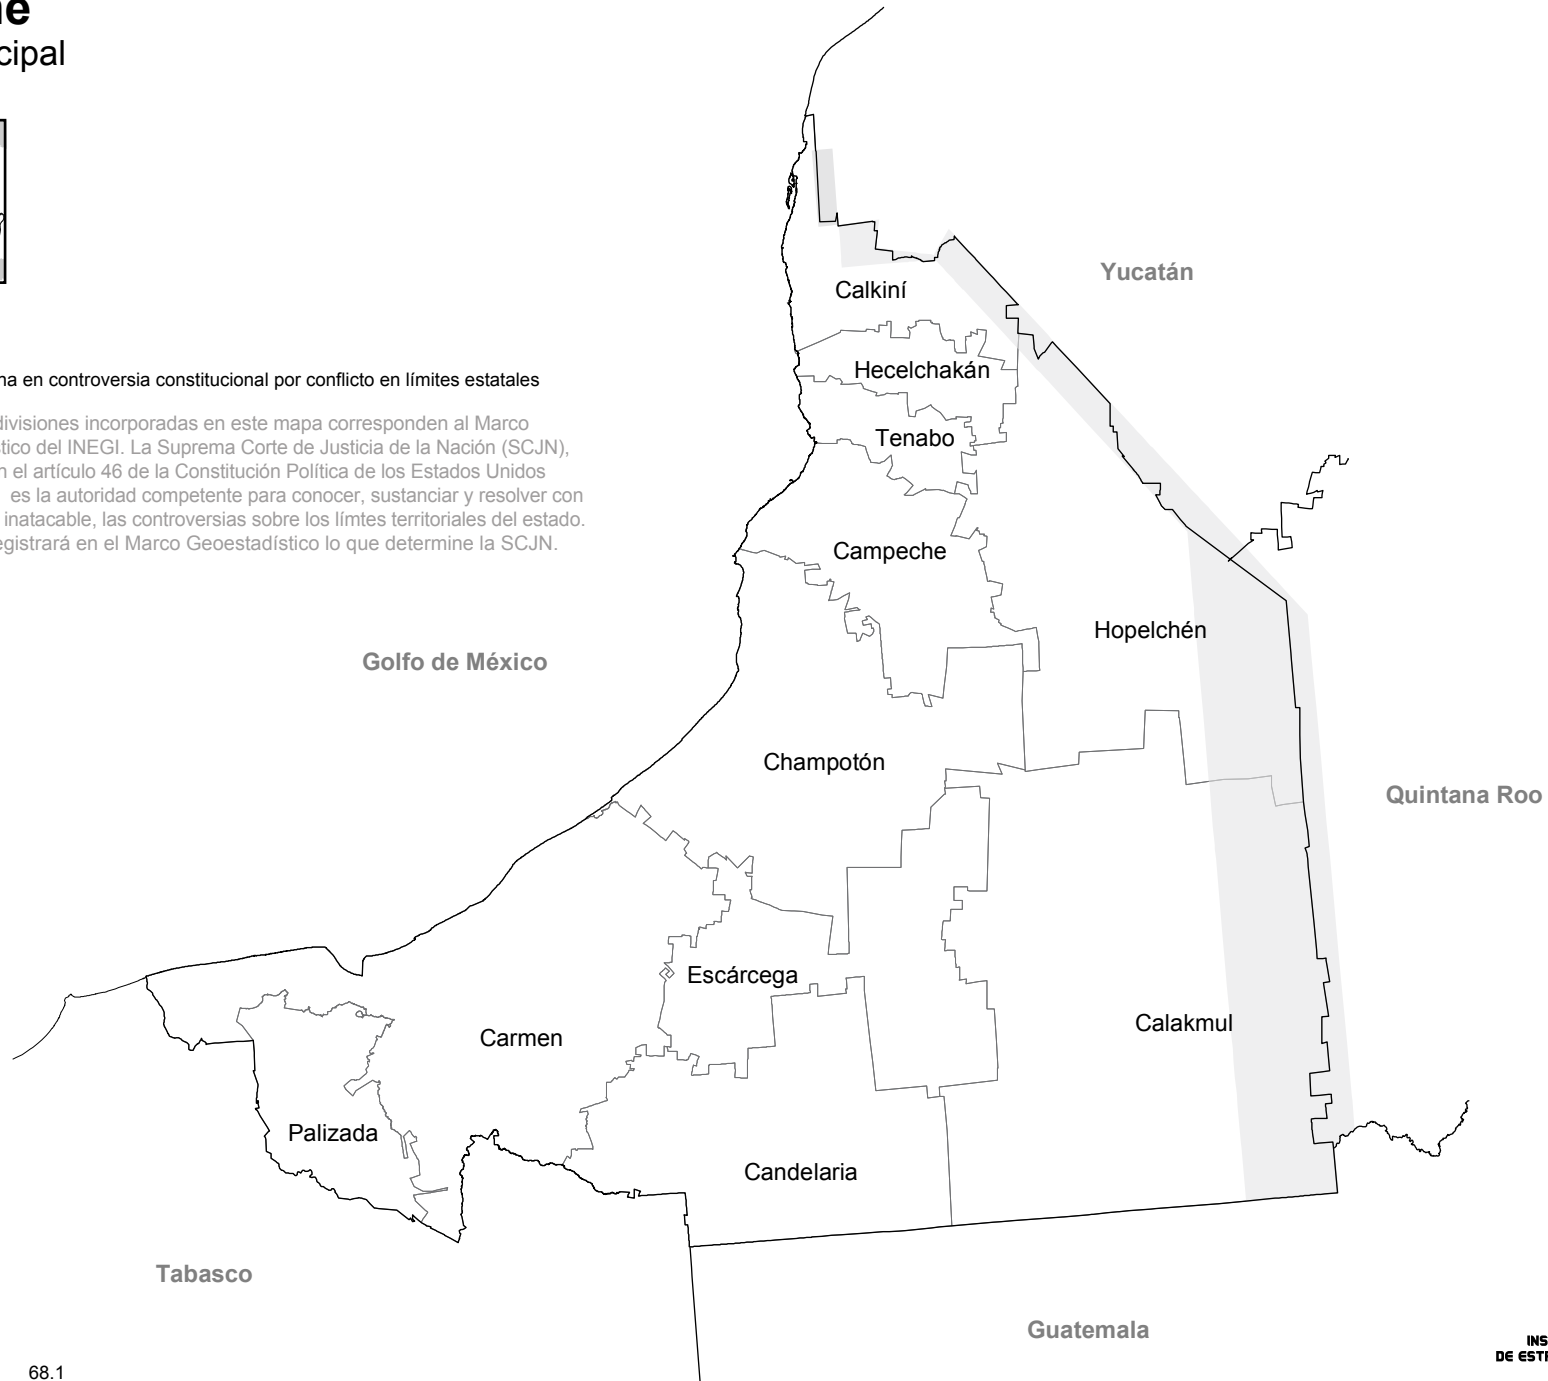 ne
cipal
Yucatán
Calkiní
Hecelchakán
na en controversia constitucional por conflicto en límites estatales
divisiones incorporadas en este mapa corresponden al Marco
stico del INEGI. La Suprema Corte de Justicia de la Nación (SCJN),
n el artículo 46 de la Constitución Política de los Estados Unidos
es la autoridad competente para conocer, sustanciar y resolver con
inatacable, las controversias sobre los límtes territoriales del estado.
egistrará en el Marco Geoestadístico lo que determine la SCJN.
Tenabo
Campeche
Hopelchén
Golfo de México
Champotón
Quintana Roo
Escárcega
Calakmul
Carmen
Palizada
Candelaria
Tabasco
Guatemala
INS
DE EST
68.1